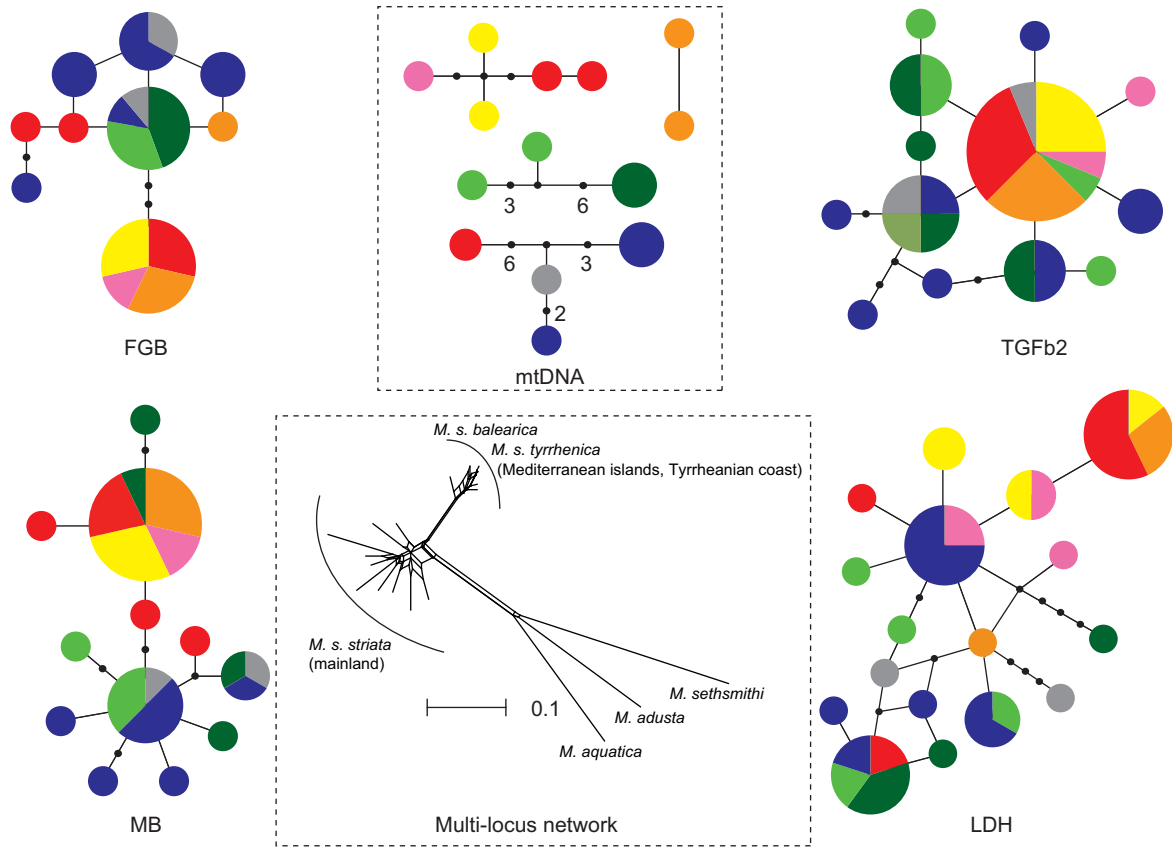 FGB
3
6
6
3
2
mtDNA
TGFb2
M. s. balearica
M. s. tyrrhenica
(Mediterranean islands, Tyrrheanian coast)
M. s. striata
(mainland)
0.1
M. sethsmithi
M. adusta
M. aquatica
MB
Multi-locus network
LDH